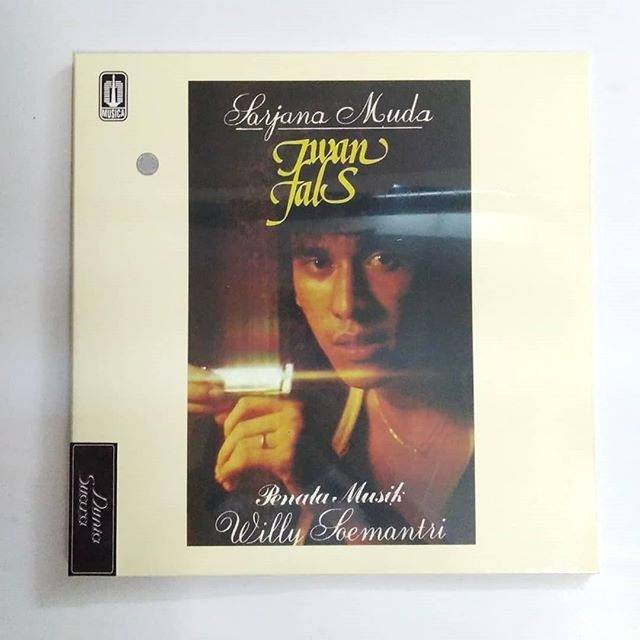 MUSICA
Sarjana Muda
Iwan
Fals
Penata Musik
Willy Soemantri
Dunia
Suara